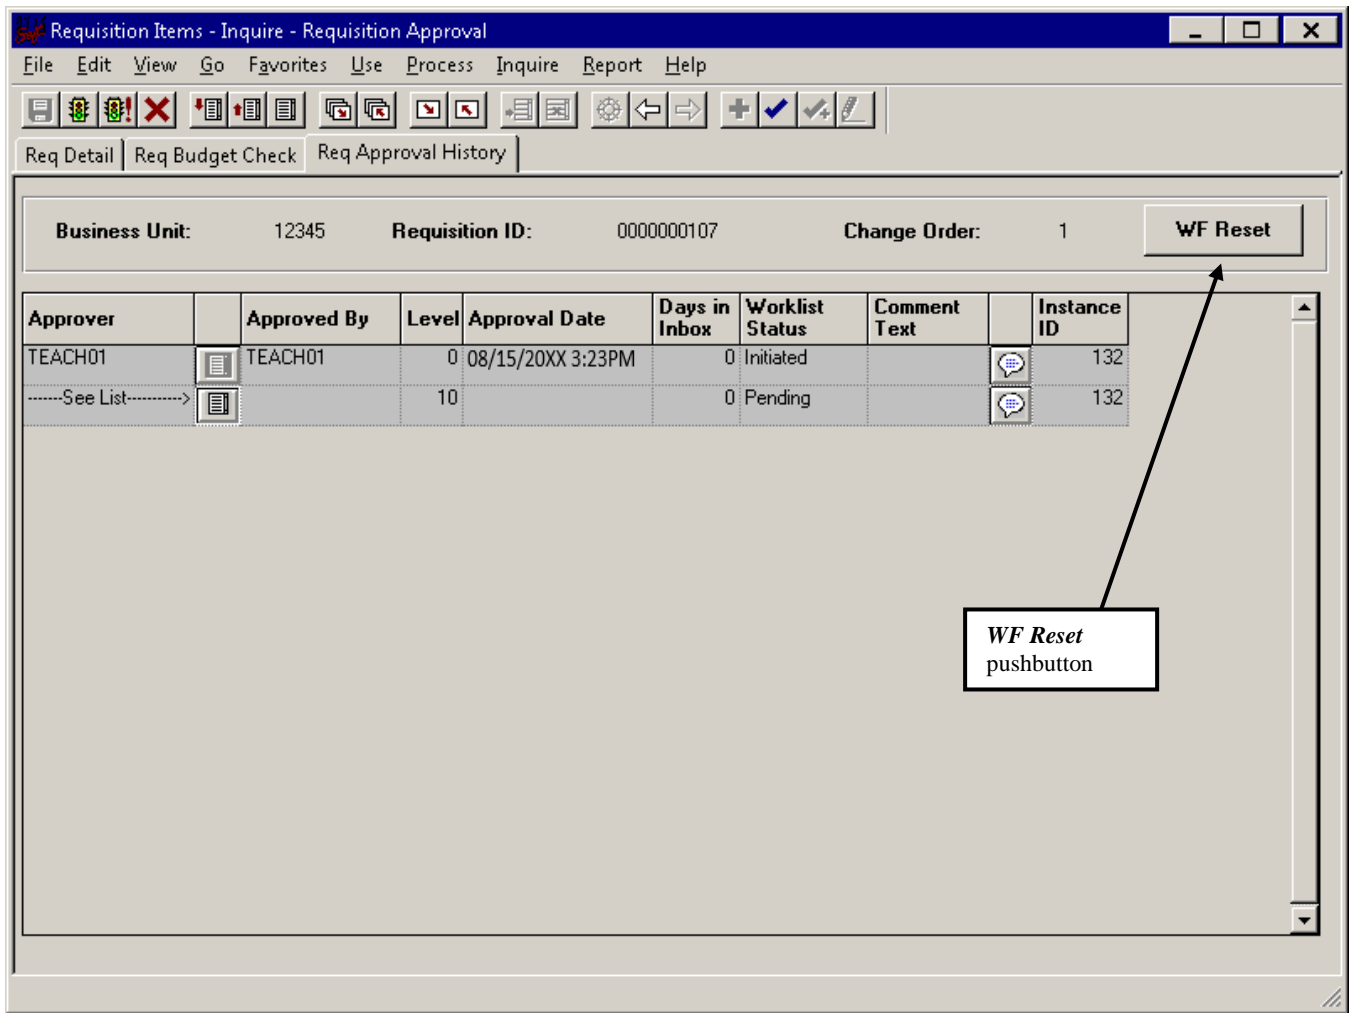 Requisition Items - Inquire - Requisition Approval
File Edit View Go Favorites Use Process Inquire Report Help
Req Detail Req Budget Check Req Approval History
Business Unit: 12345 Requisition ID: 0000000107 Change Order: 1 WF Reset
Approver Approved By Level Approval Date Days in Inbox Worklist Status Comment Text Instance ID
TEACH01 TEACH01 0 08/15/20XX 3:23PM 0 Initiated 132
-------See List-----------> 10 0 Pending 132
WF Reset
pushbutton